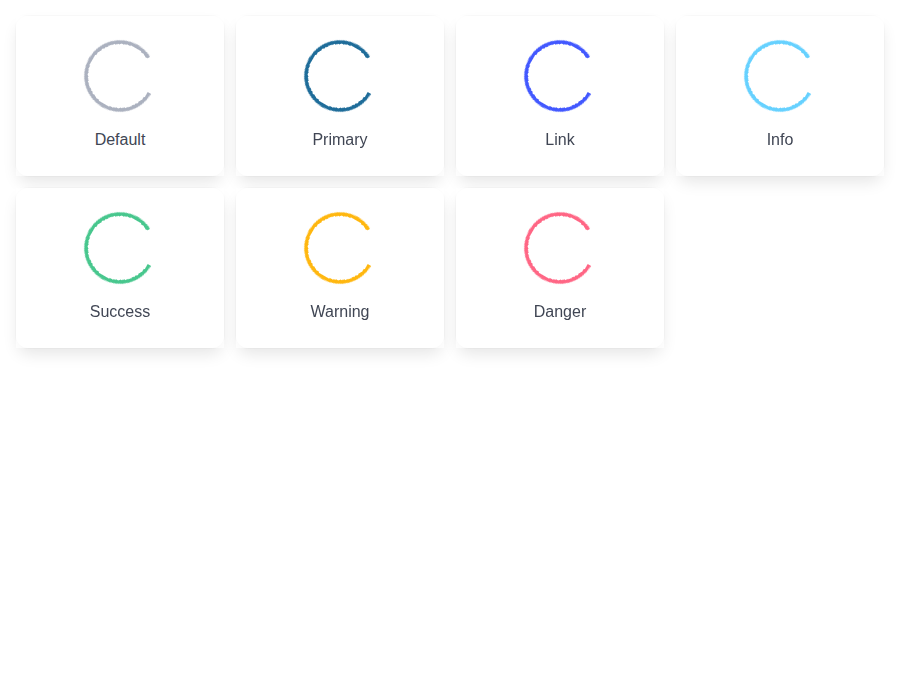 Default
Primary
Link
Info
Success
Warning
Danger